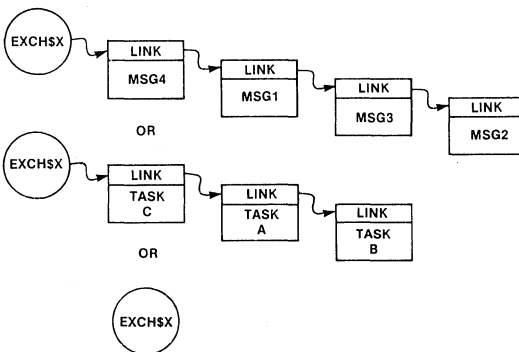 EXCH$X
LINK
MSG4
LINK
MSG1
LINK
MSG3
LINK
MSG2
OR
EXCH$X
LINK
TASK
C
LINK
TASK
A
LINK
TASK
B
OR
EXCH$X